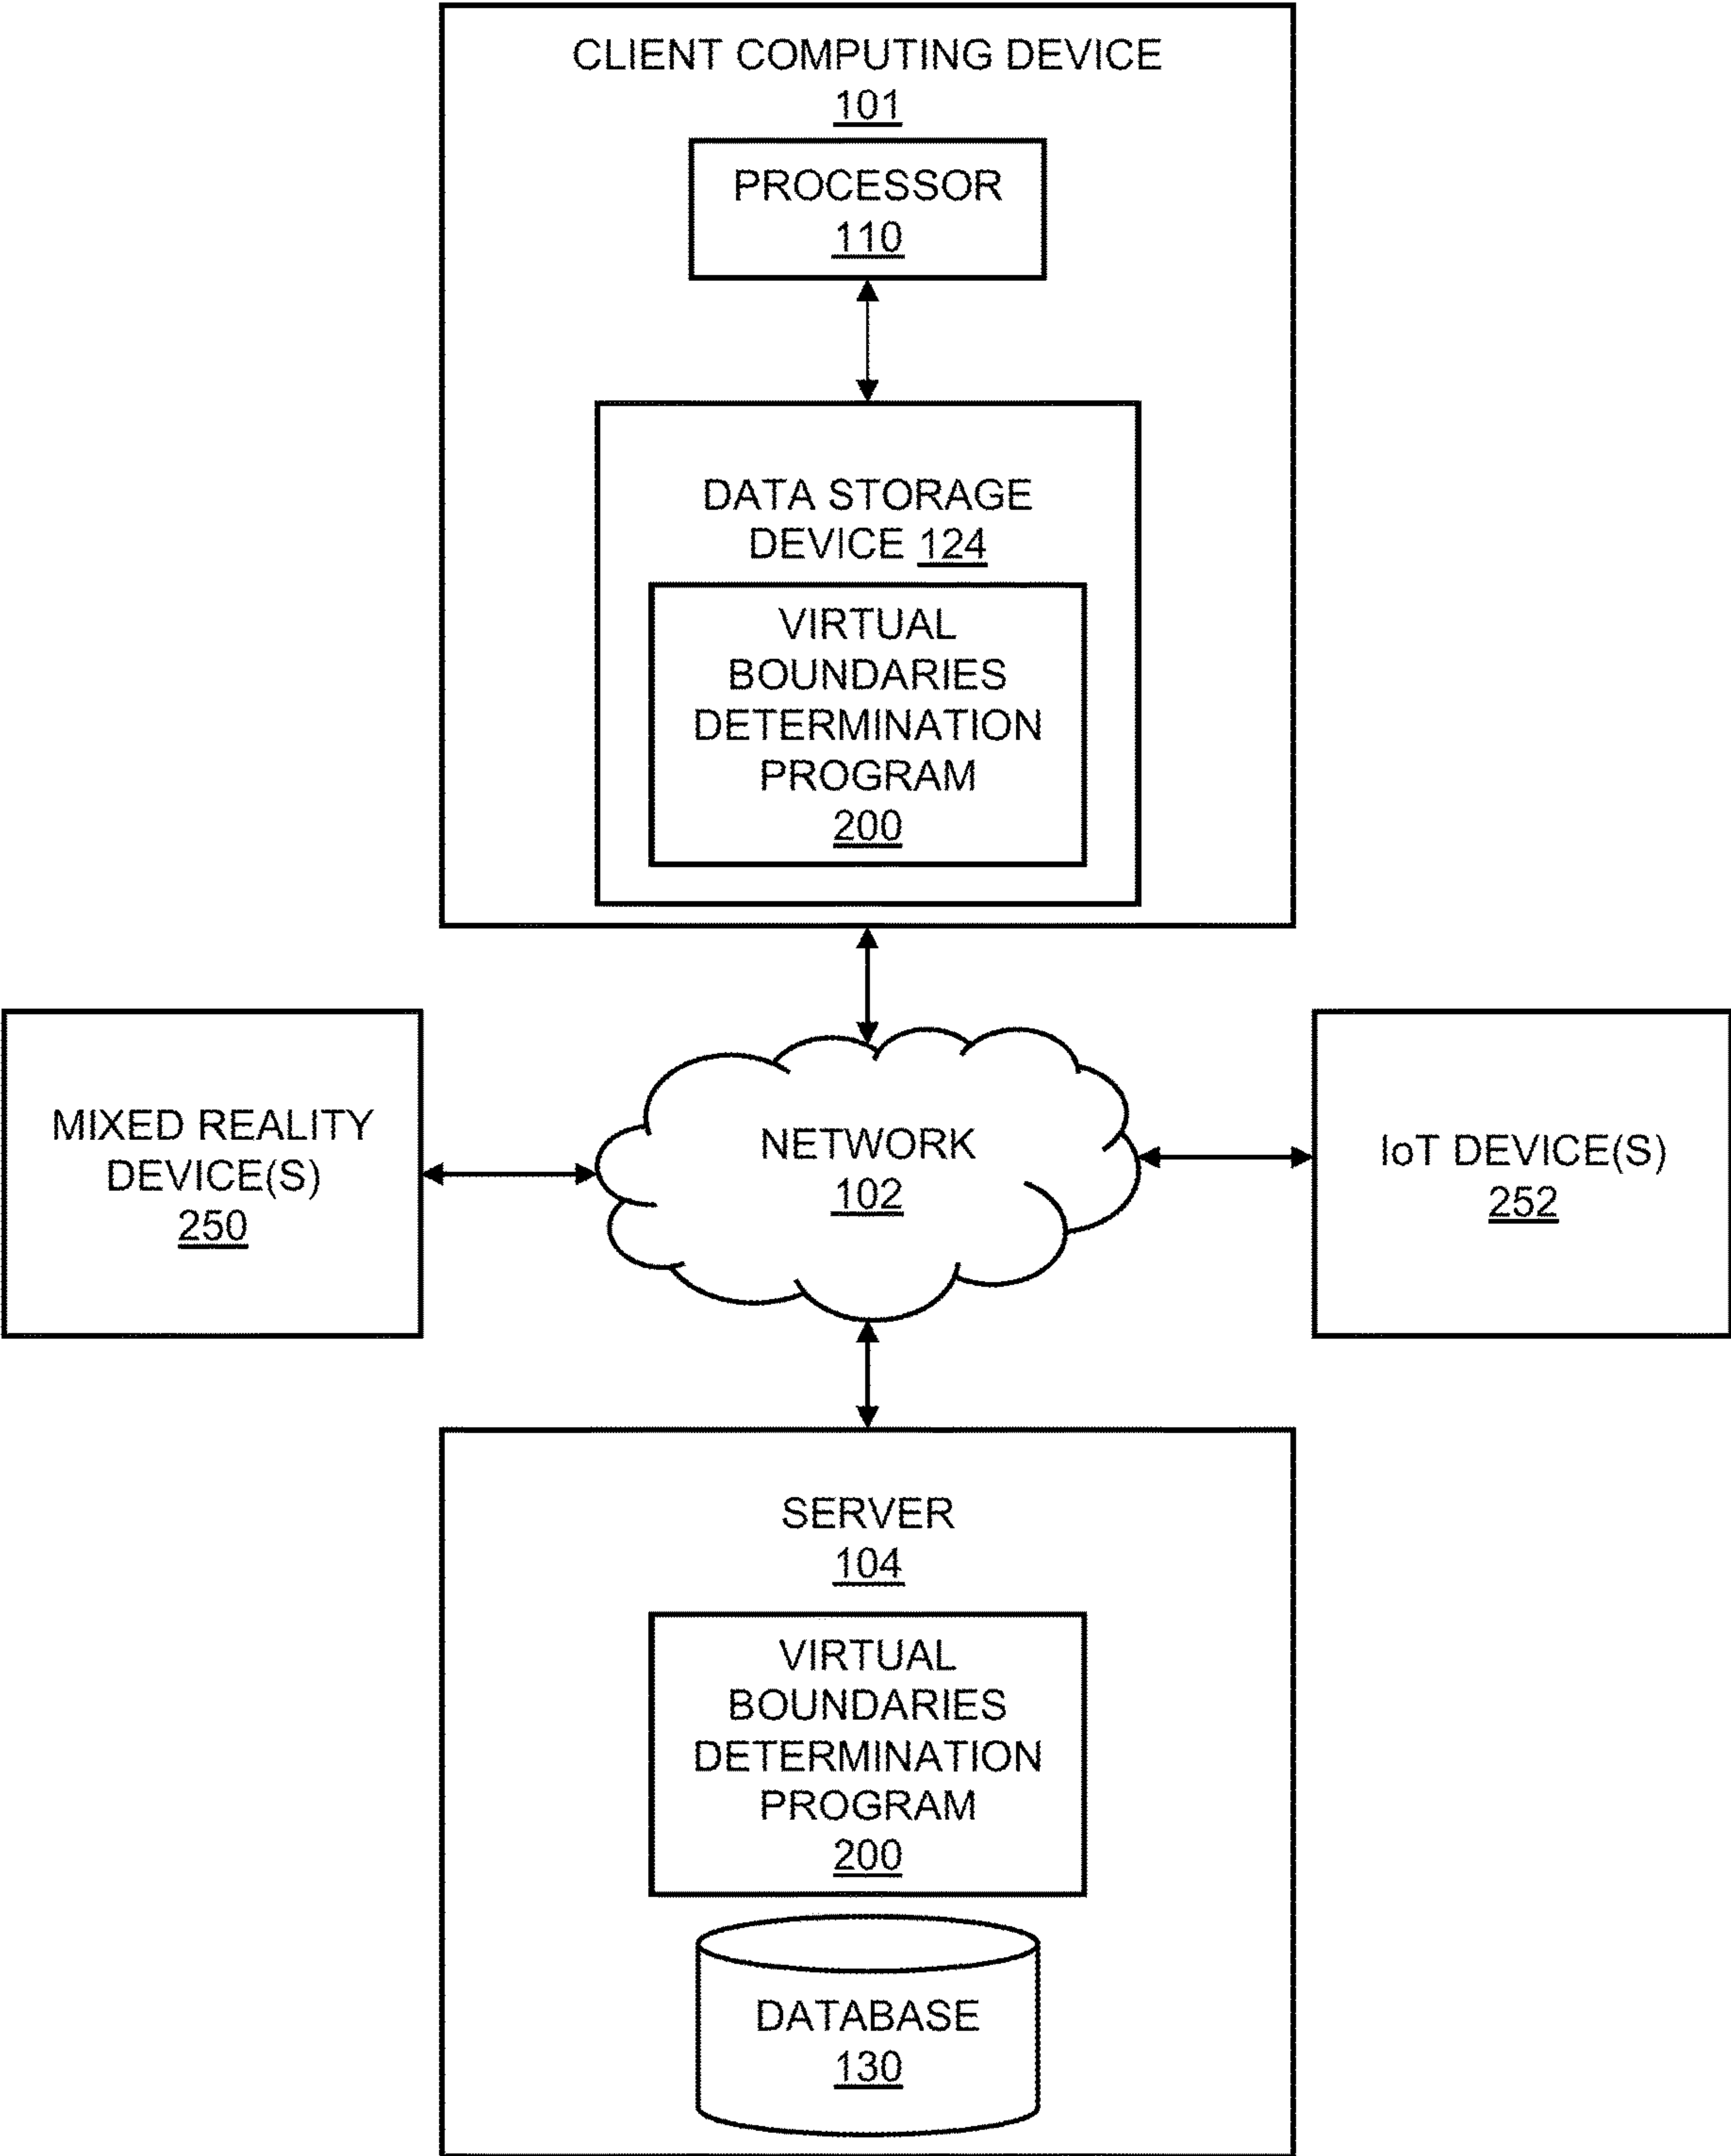 CLIENT COMPUTING DEVICE
101
PROCESSOR
110
DATA STORAGE
DEVICE 124
VIRTUAL
BOUNDARIES
DETERMINATION
PROGRAM
200
MIXED REALITY
DEVICE(S)
250
NETWORK
102
IoT DEVICE(S)
252
SERVER
104
VIRTUAL
BOUNDARIES
DETERMINATION
PROGRAM
200
DATABASE
130